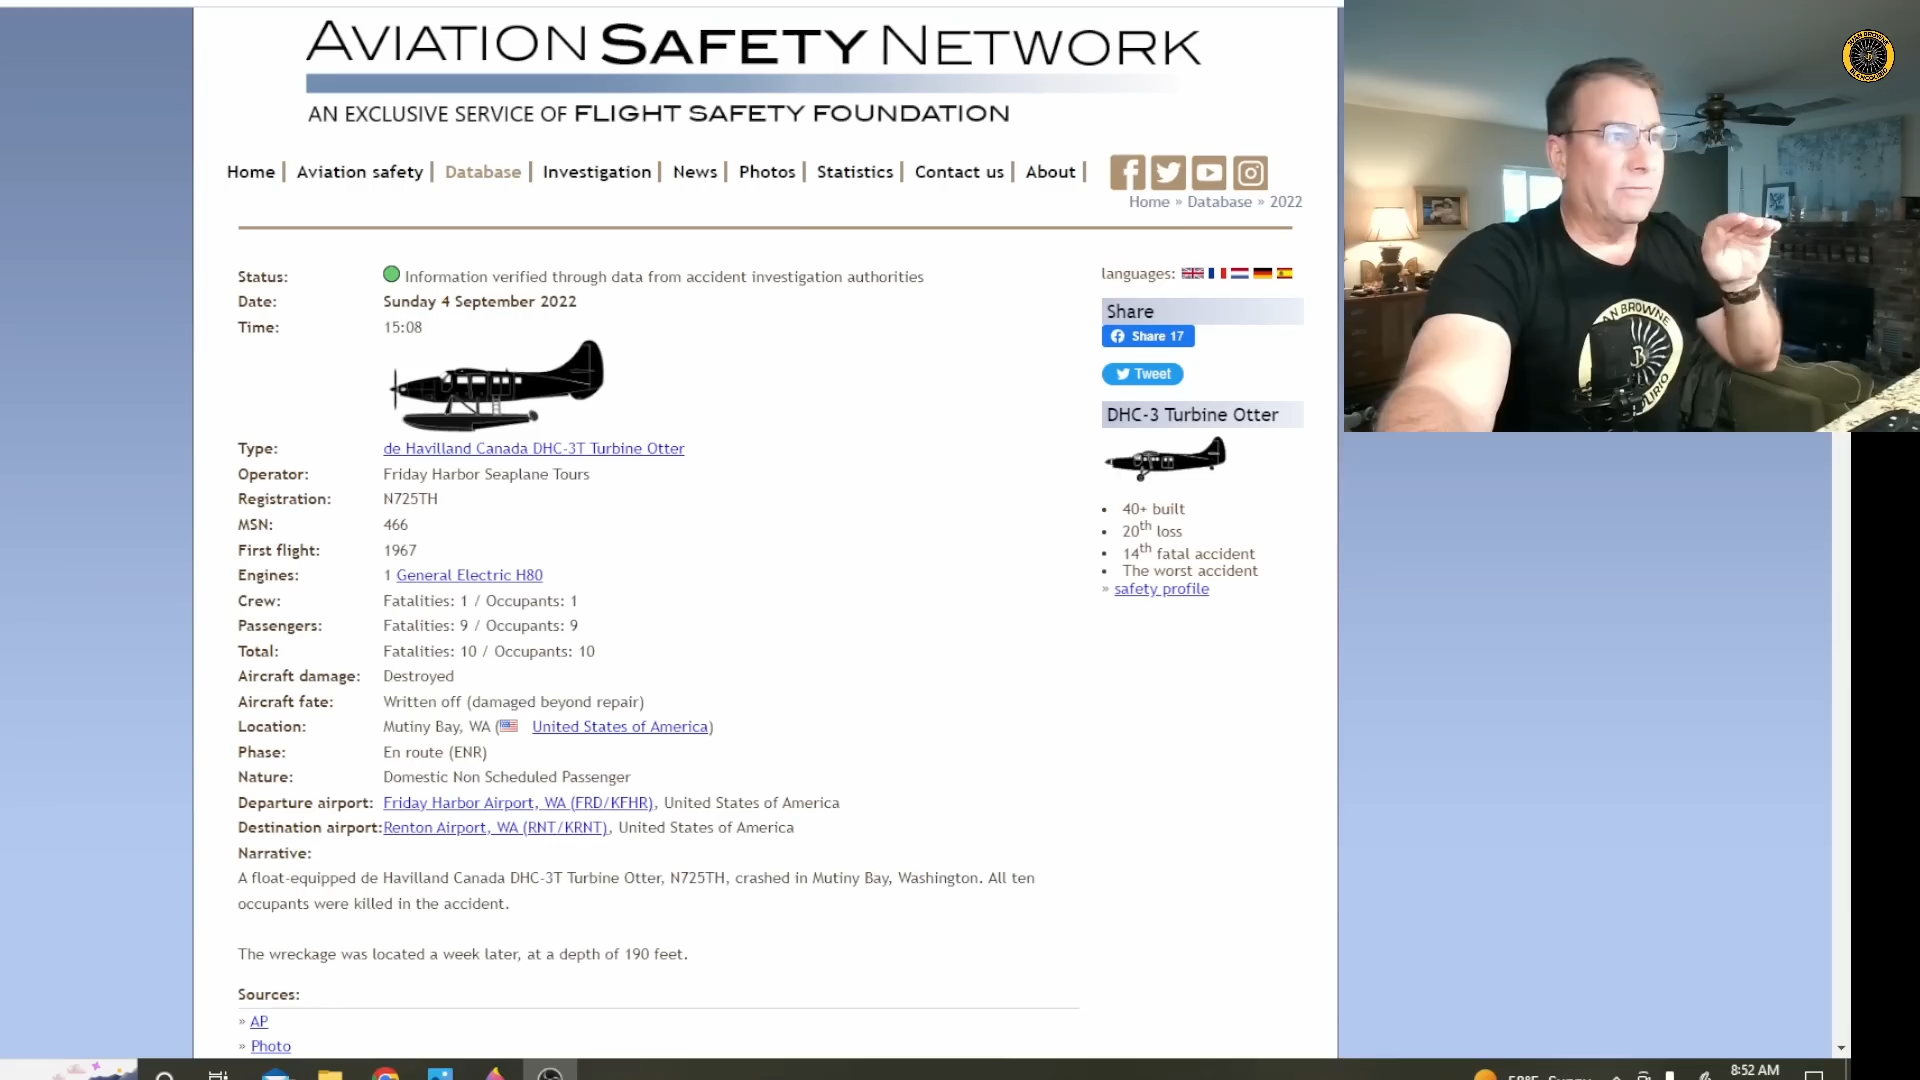 AVIATION SAFETY NETWORK
AN EXCLUSIVE SERVICE OF FLIGHT SAFETY FOUNDATION
Home | Aviation safety | Database | Investigation | News | Photos | Statistics | Contact us | About |
Home » Database » 2022
Status: Information verified through data from accident investigation authorities
languages:
Date: Sunday 4 September 2022
Time: 15:08
Share
Share 17
Tweet
DHC-3 Turbine Otter
40+ built
20th loss
14th fatal accident
The worst accident
» safety profile
Type: de Havilland Canada DHC-3T Turbine Otter
Operator: Friday Harbor Seaplane Tours
Registration: N725TH
MSN: 466
First flight: 1967
Engines: 1 General Electric H80
Crew: Fatalities: 1 / Occupants: 1
Passengers: Fatalities: 9 / Occupants: 9
Total: Fatalities: 10 / Occupants: 10
Aircraft damage: Destroyed
Aircraft fate: Written off (damaged beyond repair)
Location: Mutiny Bay, WA ( United States of America)
Phase: En route (ENR)
Nature: Domestic Non Scheduled Passenger
Departure airport: Friday Harbor Airport, WA (FRD/KFHR), United States of America
Destination airport: Renton Airport, WA (RNT/KRNT), United States of America
Narrative:
A float-equipped de Havilland Canada DHC-3T Turbine Otter, N725TH, crashed in Mutiny Bay, Washington. All ten
occupants were killed in the accident.
The wreckage was located a week later, at a depth of 190 feet.
Sources:
» AP
» Photo
JUAN BROWNE
AN BROWNE
8:52 AM